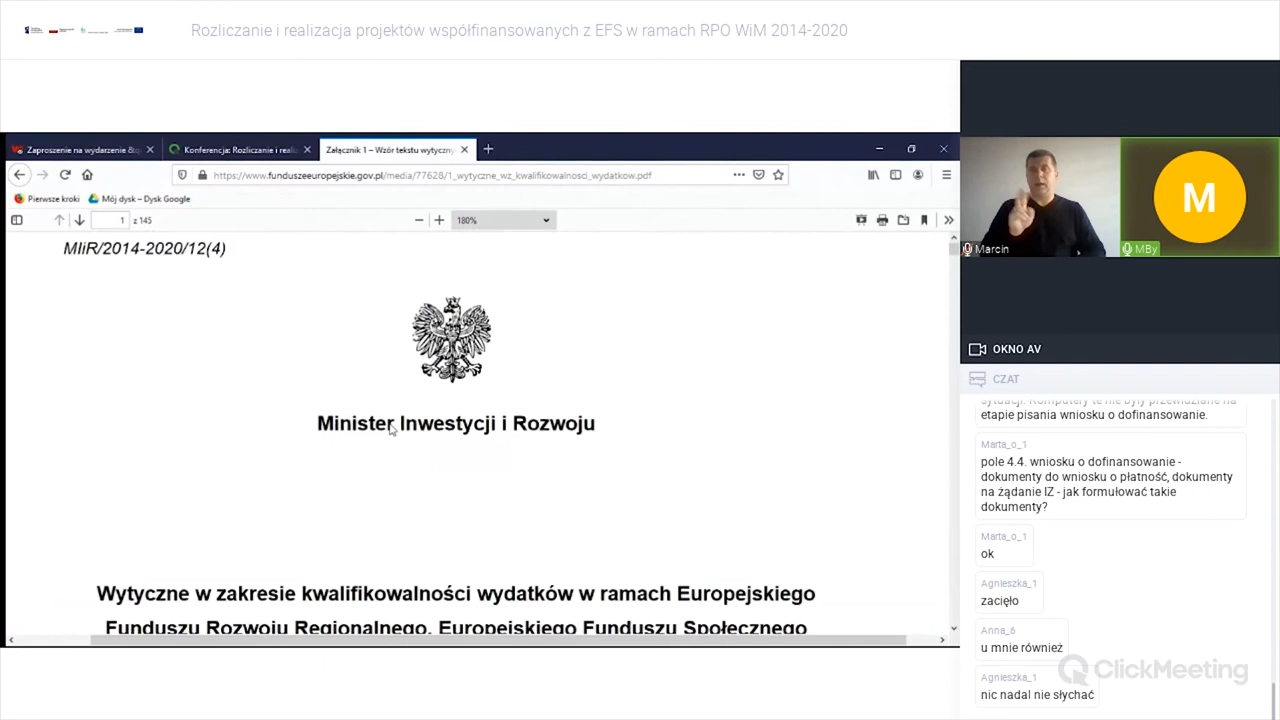 Rozliczanie i realizacja projektów współfinansowanych z EFS w ramach RPO WiM 2014-2020
Zaproszenie na wydarzenie
Konferencja: Rozliczanie i reali
Załącznik 1 – Wzór tekstu wytyczny
https://www.funduszeeuropejskie.gov.pl/media/77628/1_wytyczne_wz_kwalifikowalnosci_wydatkow.pdf
Pierwsze kroki
Mój dysk – Dysk Google
1
z 145
180%
MIiR/2014-2020/12(4)
Minister Inwestycji i Rozwoju
Wytyczne w zakresie kwalifikowalności wydatków w ramach Europejskiego
Funduszu Rozwoju Regionalnego, Europejskiego Funduszu Społecznego
M
Marcin
MBy
OKNO AV
CZAT
sytuacji. Komputery te nie były przewidziane na
etapie pisania wniosku o dofinansowanie.
Marta_o_1
pole 4.4. wniosku o dofinansowanie -
dokumenty do wniosku o płatność, dokumenty
na żądanie IZ - jak formułować takie
dokumenty?
Marta_o_1
ok
Agnieszka_1
zacięło
Anna_6
u mnie również
Agnieszka_1
nic nadal nie słychać
ClickMeeting